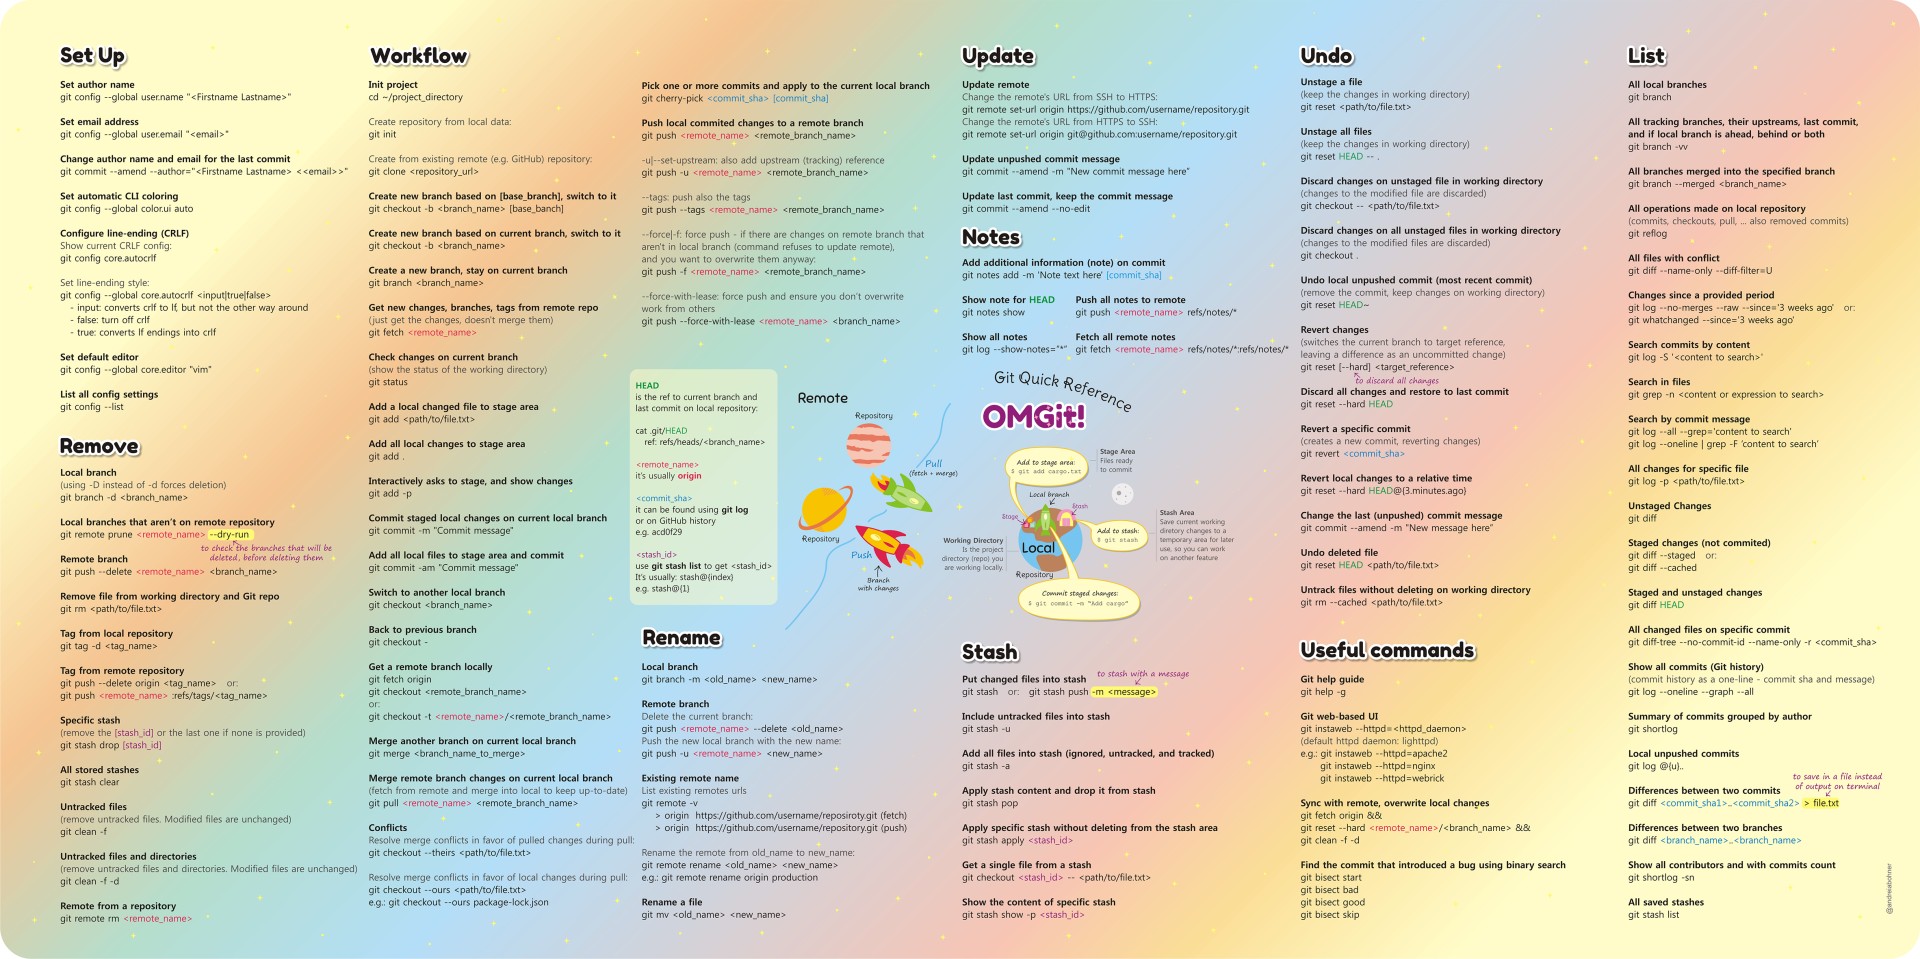 Set Up
Set author name
git config --global user.name "<Firstname Lastname>"
Set email address
git config --global user.email "<email>"
Change author name and email for the last commit
git commit --amend --author="<Firstname Lastname> <<email>>"
Set automatic CLI coloring
git config --global color.ui auto
Configure line-ending (CRLF)
Show current CRLF config:
git config core.autocrlf
Set line-ending style:
git config --global core.autocrlf <input|true|false>
- input: converts crlf to lf, but not the other way around
- false: turn off crlf
- true: converts lf endings into crlf
Set default editor
git config --global core.editor "vim"
List all config settings
git config --list
Remove
Local branch
(using -D instead of -d forces deletion)
git branch -d <branch_name>
Local branches that aren't on remote repository
git remote prune <remote_name> --dry-run
to check the branches that will be
deleted, before deleting them
Remote branch
git push --delete <remote_name> <branch_name>
Remove file from working directory and Git repo
git rm <path/to/file.txt>
Tag from local repository
git tag -d <tag_name>
Tag from remote repository
git push --delete origin <tag_name> or:
git push <remote_name> :refs/tags/<tag_name>
Specific stash
(remove the [stash_id] or the last one if none is provided)
git stash drop [stash_id]
All stored stashes
git stash clear
Untracked files
(remove untracked files. Modified files are unchanged)
git clean -f
Untracked files and directories
(remove untracked files and directories. Modified files are unchanged)
git clean -f -d
Remote from a repository
git remote rm <remote_name>
Workflow
Init project
cd ~/project_directory
Create repository from local data:
git init
Create from existing remote (e.g. GitHub) repository:
git clone <repository_url>
Create new branch based on [base_branch], switch to it
git checkout -b <branch_name> [base_banch]
Create new branch based on current branch, switch to it
git checkout -b <branch_name>
Create a new branch, stay on current branch
git branch <branch_name>
Get new changes, branches, tags from remote repo
(just get the changes, doesn't merge them)
git fetch <remote_name>
Check changes on current branch
(show the status of the working directory)
git status
Add a local changed file to stage area
git add <path/to/file.txt>
Add all local changes to stage area
git add .
Interactively asks to stage, and show changes
git add -p
Commit staged local changes on current local branch
git commit -m "Commit message"
Add all local files to stage area and commit
git commit -am "Commit message"
Switch to another local branch
git checkout <branch_name>
Back to previous branch
git checkout -
Get a remote branch locally
git fetch origin
git checkout <remote_branch_name>
or:
git checkout -t <remote_name>/<remote_branch_name>
Merge another branch on current local branch
git merge <branch_name_to_merge>
Merge remote branch changes on current local branch
(fetch from remote and merge into local to keep up-to-date)
git pull <remote_name> <remote_branch_name>
Conflicts
Resolve merge conflicts in favor of pulled changes during pull:
git checkout --theirs <path/to/file.txt>
Resolve merge conflicts in favor of local changes during pull:
git checkout --ours <path/to/file.txt>
e.g.: git checkout --ours package-lock.json
Pick one or more commits and apply to the current local branch
git cherry-pick <commit_sha> [commit_sha]
Push local commited changes to a remote branch
git push <remote_name> <remote_branch_name>
-u|--set-upstream: also add upstream (tracking) reference
git push -u <remote_name> <remote_branch_name>
--tags: push also the tags
git push --tags <remote_name> <remote_branch_name>
--force|-f: force push - if there are changes on remote branch that
aren't in local branch (command refuses to update remote),
and you want to overwrite them anyway:
git push -f <remote_name> <remote_branch_name>
--force-with-lease: force push and ensure you don't overwrite
work from others
git push --force-with-lease <remote_name> <branch_name>
HEAD
is the ref to current branch and
last commit on local repository:
cat .git/HEAD
ref: refs/heads/<branch_name>
<remote_name>
it's usually origin
<commit_sha>
it can be found using git log
or on GitHub history
e.g. acd0f29
<stash_id>
use git stash list to get <stash_id>
It's usually: stash@{index}
e.g. stash@{1}
Remote
Repository
Pull
(fetch + merge)
Repository
Push
Branch
with changes
Git Quick Reference
OMGit!
Add to stage area:
$ git add cargo.txt
Stage Area
Files ready
to commit
Local branch
Stage
Stash
Add to stash:
$ git stash
Stash Area
Save current working
diretory changes to a
temporary area for later
use, so you can work
on another feature
Working Directory
Is the project
directory (repo) you
are working locally.
Local
Repository
Commit staged changes:
$ git commit -m "Add cargo"
Rename
Local branch
git branch -m <old_name> <new_name>
Remote branch
Delete the current branch:
git push <remote_name> --delete <old_name>
Push the new local branch with the new name:
git push -u <remote_name> <new_name>
Existing remote name
List existing remotes urls
git remote -v
> origin https://github.com/username/reposiroty.git (fetch)
> origin https://github.com/username/repository.git (push)
Rename the remote from old_name to new_name:
git remote rename <old_name> <new_name>
e.g.: git remote rename origin production
Rename a file
git mv <old_name> <new_name>
Update
Update remote
Change the remote's URL from SSH to HTTPS:
git remote set-url origin https://github.com/username/repository.git
Change the remote's URL from HTTPS to SSH:
git remote set-url origin git@github.com:username/repository.git
Update unpushed commit message
git commit --amend -m "New commit message here"
Update last commit, keep the commit message
git commit --amend --no-edit
Notes
Add additional information (note) on commit
git notes add -m 'Note text here' [commit_sha]
Show note for HEAD
git notes show
Push all notes to remote
git push <remote_name> refs/notes/*
Show all notes
git log --show-notes="*"
Fetch all remote notes
git fetch <remote_name> refs/notes/*:refs/notes/*
Stash
Put changed files into stash
to stash with a message
git stash or: git stash push -m <message>
Include untracked files into stash
git stash -u
Add all files into stash (ignored, untracked, and tracked)
git stash -a
Apply stash content and drop it from stash
git stash pop
Apply specific stash without deleting from the stash area
git stash apply <stash_id>
Get a single file from a stash
git checkout <stash_id> -- <path/to/file.txt>
Show the content of specific stash
git stash show -p <stash_id>
Undo
Unstage a file
(keep the changes in working directory)
git reset <path/to/file.txt>
Unstage all files
(keep the changes in working directory)
git reset HEAD -- .
Discard changes on unstaged file in working directory
(changes to the modified file are discarded)
git checkout -- <path/to/file.txt>
Discard changes on all unstaged files in working directory
(changes to the modified files are discarded)
git checkout .
Undo local unpushed commit (most recent commit)
(remove the commit, keep changes on working directory)
git reset HEAD~
Revert changes
(switches the current branch to target reference,
leaving a difference as an uncommitted change)
git reset [--hard] <target_reference>
to discard all changes
Discard all changes and restore to last commit
git reset --hard HEAD
Revert a specific commit
(creates a new commit, reverting changes)
git revert <commit_sha>
Revert local changes to a relative time
git reset --hard HEAD@{3.minutes.ago}
Change the last (unpushed) commit message
git commit --amend -m "New message here"
Undo deleted file
git reset HEAD <path/to/file.txt>
Untrack files without deleting on working directory
git rm --cached <path/to/file.txt>
Useful commands
Git help guide
git help -g
Git web-based UI
git instaweb --httpd=<httpd_daemon>
(default httpd daemon: lighttpd)
e.g.: git instaweb --httpd=apache2
git instaweb --httpd=nginx
git instaweb --httpd=webrick
Sync with remote, overwrite local changes
git fetch origin &&
git reset --hard <remote_name>/<branch_name> &&
git clean -f -d
Find the commit that introduced a bug using binary search
git bisect start
git bisect bad
git bisect good
git bisect skip
List
All local branches
git branch
All tracking branches, their upstreams, last commit,
and if local branch is ahead, behind or both
git branch -vv
All branches merged into the specified branch
git branch --merged <branch_name>
All operations made on local repository
(commits, checkouts, pull, ... also removed commits)
git reflog
All files with conflict
git diff --name-only --diff-filter=U
Changes since a provided period
git log --no-merges --raw --since='3 weeks ago' or:
git whatchanged --since='3 weeks ago'
Search commits by content
git log -S '<content to search>'
Search in files
git grep -n <content or expression to search>
Search by commit message
git log --all --grep='content to search'
git log --oneline | grep -F 'content to search'
All changes for specific file
git log -p <path/to/file.txt>
Unstaged Changes
git diff
Staged changes (not commited)
git diff --staged or:
git diff --cached
Staged and unstaged changes
git diff HEAD
All changed files on specific commit
git diff-tree --no-commit-id --name-only -r <commit_sha>
Show all commits (Git history)
(commit history as a one-line - commit sha and message)
git log --oneline --graph --all
Summary of commits grouped by author
git shortlog
Local unpushed commits
git log @{u}..
to save in a file instead
of output on terminal
Differences between two commits
git diff <commit_sha1>..<commit_sha2> > file.txt
Differences between two branches
git diff <branch_name>..<branch_name>
Show all contributors and with commits count
git shortlog -sn
All saved stashes
git stash list
@andreiabohner